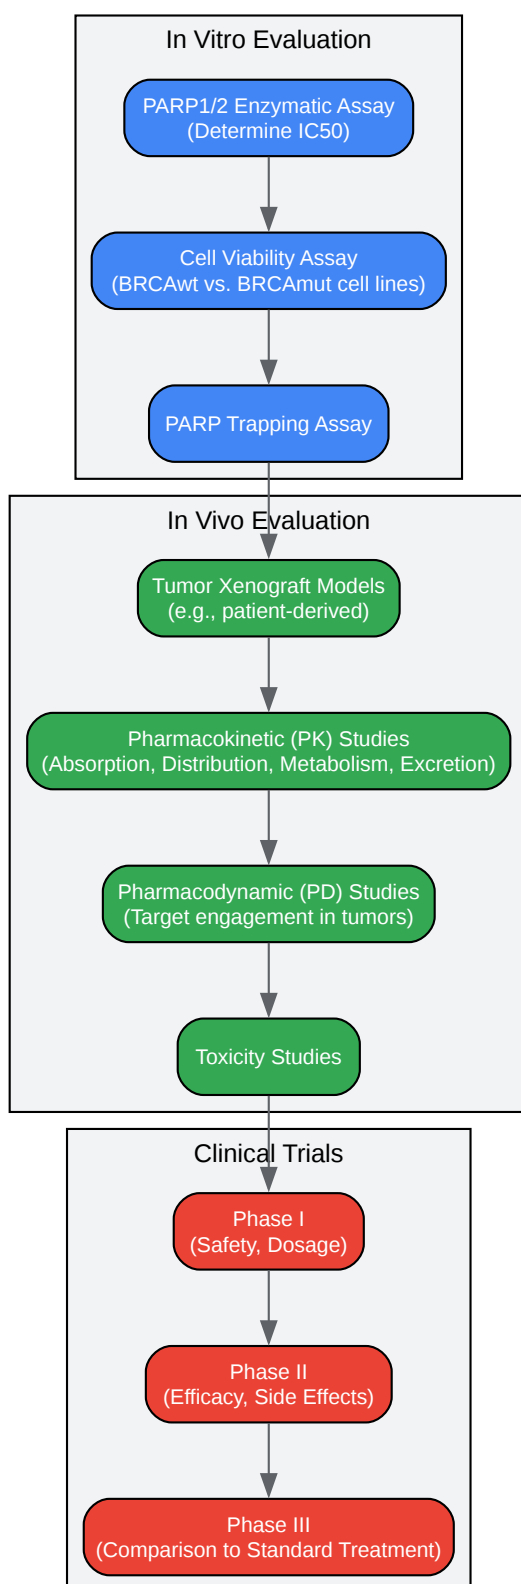 In Vitro Evaluation
PARP1/2 Enzymatic Assay
(Determine IC50)
Cell Viability Assay
(BRCAwt vs. BRCAmut cell lines)
PARP Trapping Assay
In Vivo Evaluation
Tumor Xenograft Models
(e.g., patient-derived)
Pharmacokinetic (PK) Studies
(Absorption, Distribution, Metabolism, Excretion)
Pharmacodynamic (PD) Studies
(Target engagement in tumors)
Toxicity Studies
Clinical Trials
Phase I
(Safety, Dosage)
Phase II
(Efficacy, Side Effects)
Phase III
(Comparison to Standard Treatment)